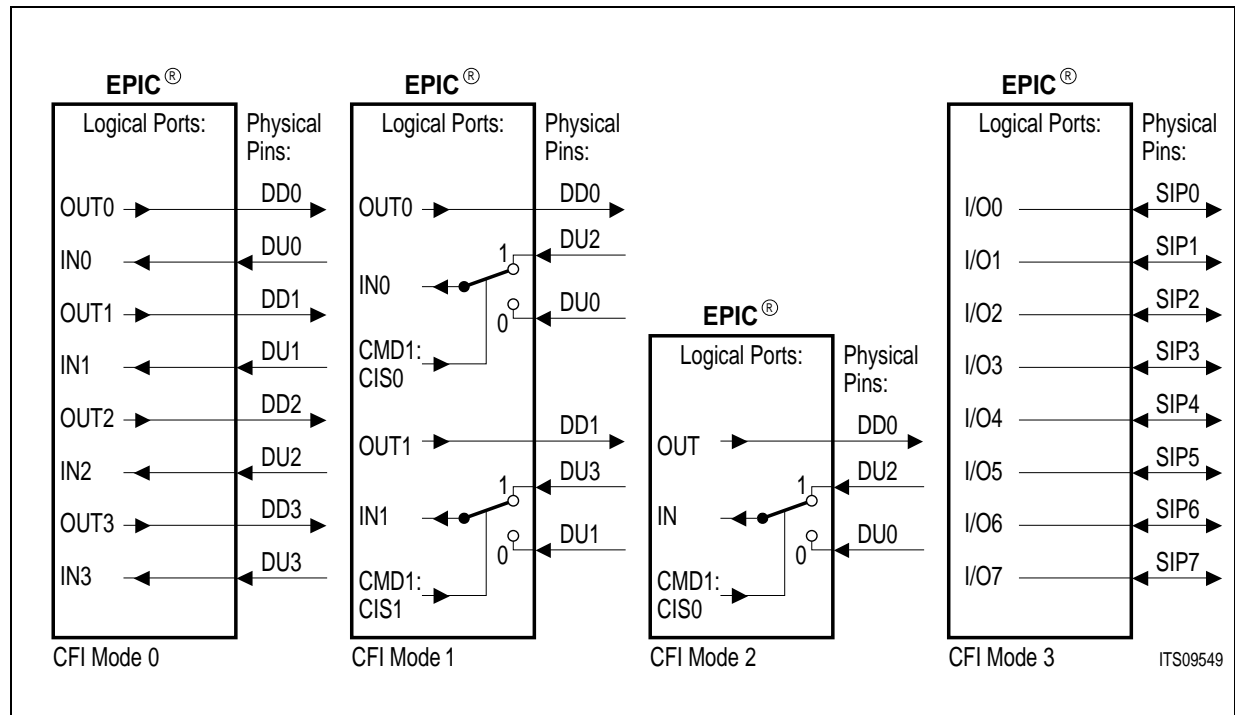 EPIC®
Logical Ports:
Physical
Pins:
OUT0
DD0
IN0
DU0
OUT1
DD1
IN1
DU1
OUT2
DD2
IN2
DU2
OUT3
DD3
IN3
DU3
CFI Mode 0
EPIC®
Logical Ports:
Physical
Pins:
OUT0
DD0
1
DU2
IN0
0
DU0
CMD1:
CIS0
OUT1
DD1
1
DU3
IN1
0
DU1
CMD1:
CIS1
CFI Mode 1
EPIC®
Logical Ports:
Physical
Pins:
OUT
DD0
1
DU2
IN
0
DU0
CMD1:
CIS0
CFI Mode 2
EPIC®
Logical Ports:
Physical
Pins:
I/O0
SIP0
I/O1
SIP1
I/O2
SIP2
I/O3
SIP3
I/O4
SIP4
I/O5
SIP5
I/O6
SIP6
I/O7
SIP7
CFI Mode 3
ITS09549